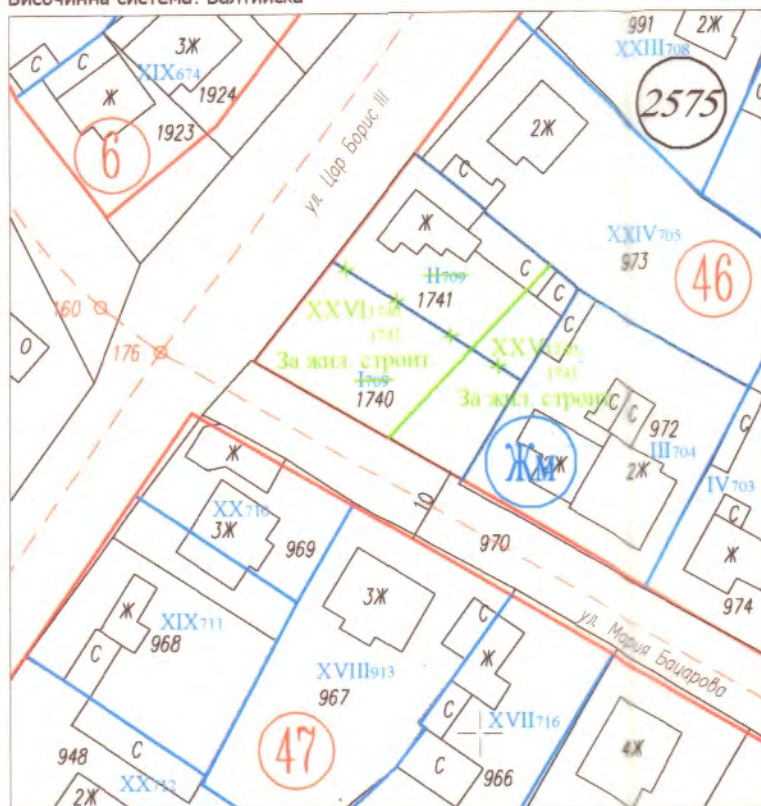 Височинна система: Балтийска
991
2Ж
3Ж
XXIII708
С
С
XIX674
С
Ж
1924
2575
1923
2Ж
6
ул. Цар Борис III
С
Ж
XXIV705
973
46
С
II709
1741
С
160
XXVI1740,
1741
С
176
XXV1740,
1741
За жил. строит.
О
I709
За жил. строит.
1740
С
С
С
972
Ж
Жм
III704
2Ж
IV703
С
XX710
3Ж
969
10
970
Ж
974
3Ж
Ж
XIX711
С
968
ул. Мария Бацарова
С
Ж
XVIII913
967
С
XVII716
47
4Ж
948
С
С
966
XX712
2Ж